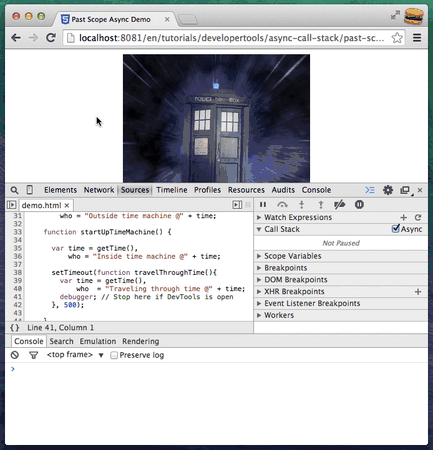 Past Scope Async Demo
localhost:8081/en/tutorials/developertools/async-call-stack/past-sc...
POLICE BOX
Elements Network Sources Timeline Profiles Resources Audits Console
demo.html
31 who = "Outside time machine @" + time;
32
33 function startUpTimeMachine() {
34
35 var time = getTime(),
36 who = "Inside time machine @" + time;
37
38 setTimeout(function travelThroughTime(){
39 var time = getTime(),
40 who = "Traveling through time @" + time;
41 debugger; // Stop here if DevTools is open
42 }, 500);
43
44 }
{} Line 41, Column 1
Watch Expressions
Call Stack Async
Not Paused
Scope Variables
Breakpoints
DOM Breakpoints
XHR Breakpoints
Event Listener Breakpoints
Workers
Console Search Emulation Rendering
<top frame> Preserve log
>